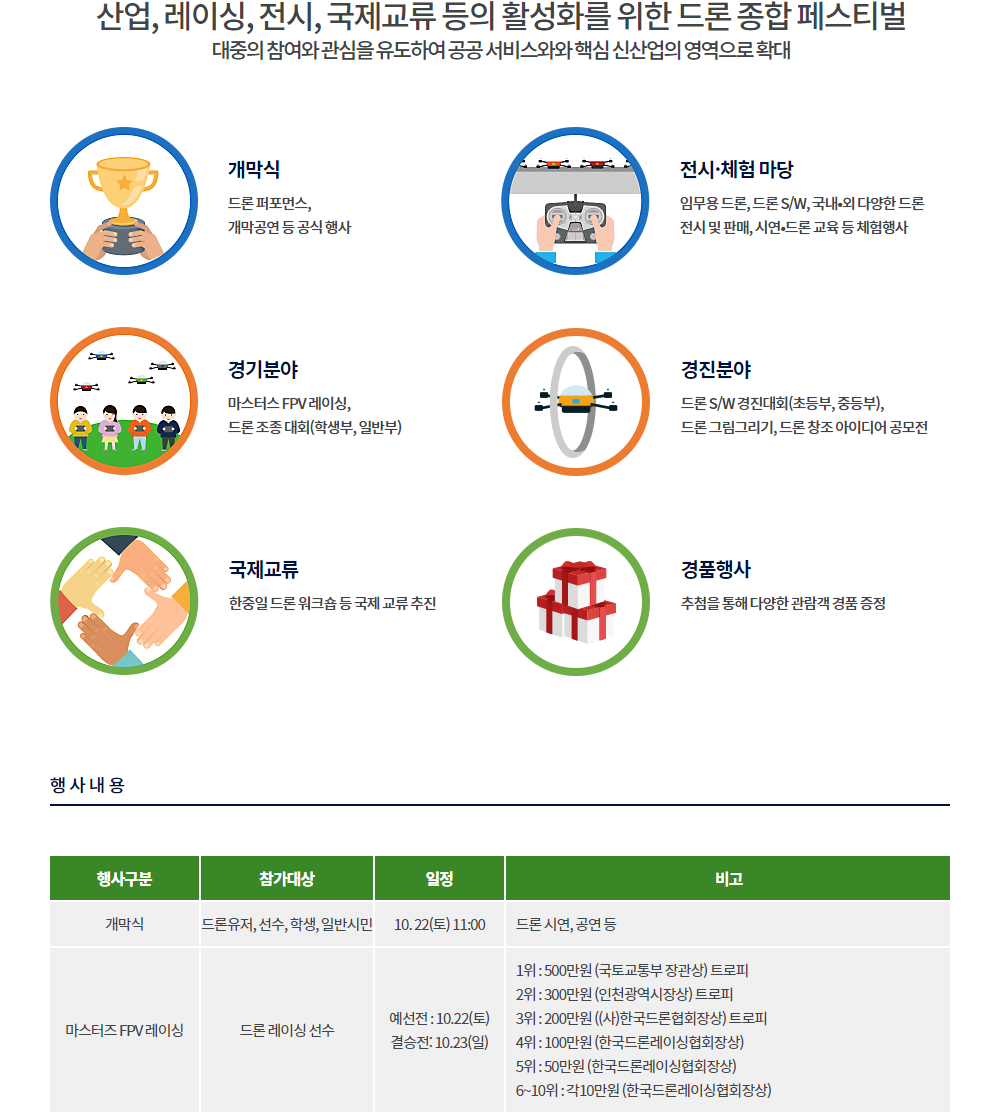 산업, 레이싱, 전시, 국제교류 등의 활성화를 위한 드론 종합 페스티벌
대중의 참여와 관심을 유도하여 공공 서비스와와 핵심 신산업의 영역으로 확대
개막식
드론 퍼포먼스,
개막공연 등 공식 행사
전시·체험 마당
임무용 드론, 드론 S/W, 국내•외 다양한 드론
전시 및 판매, 시연•드론 교육 등 체험행사
경기분야
마스터스 FPV 레이싱,
드론 조종 대회(학생부, 일반부)
경진분야
드론 S/W 경진대회(초등부, 중등부),
드론 그림그리기, 드론 창조 아이디어 공모전
국제교류
한중일 드론 워크숍 등 국제 교류 추진
경품행사
추첨을 통해 다양한 관람객 경품 증정
행사내용
행사구분 참가대상 일정 비고
개막식 드론유저, 선수, 학생, 일반시민 10. 22(토) 11:00 드론 시연, 공연 등
마스터즈 FPV 레이싱
드론 레이싱 선수
예선전 : 10.22(토)
결승전: 10.23(일)
1위 : 500만원 (국토교통부 장관상) 트로피
2위 : 300만원 (인천광역시장상) 트로피
3위 : 200만원 ((사)한국드론협회장상) 트로피
4위 : 100만원 (한국드론레이싱협회장상)
5위 : 50만원 (한국드론레이싱협회장상)
6~10위 : 각10만원 (한국드론레이싱협회장상)